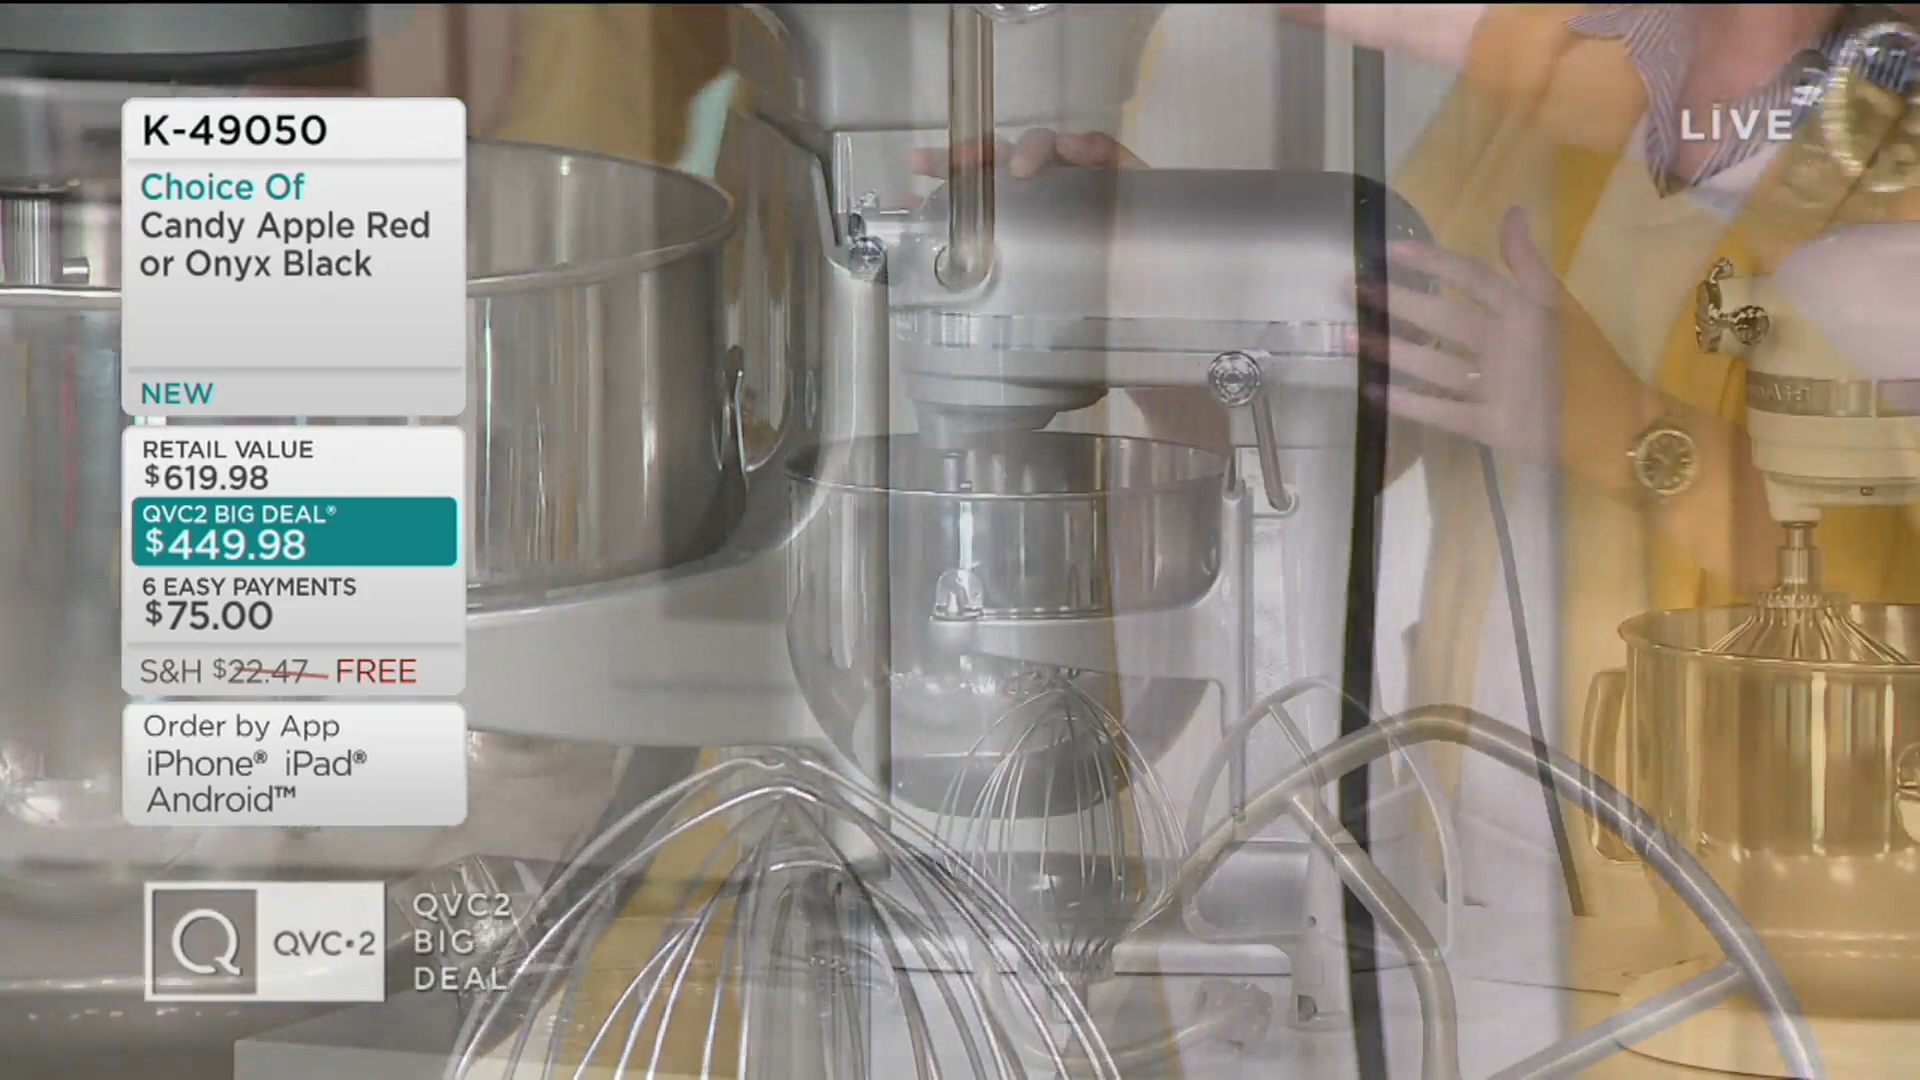 K-49050
Choice Of
Candy Apple Red
or Onyx Black
NEW
RETAIL VALUE
$619.98
QVC2 BIG DEAL®
$449.98
6 EASY PAYMENTS
$75.00
S&H $22.47 FREE
Order by App
iPhone® iPad®
Android™
Q QVC•2
QVC2
BIG
DEAL
LIVE